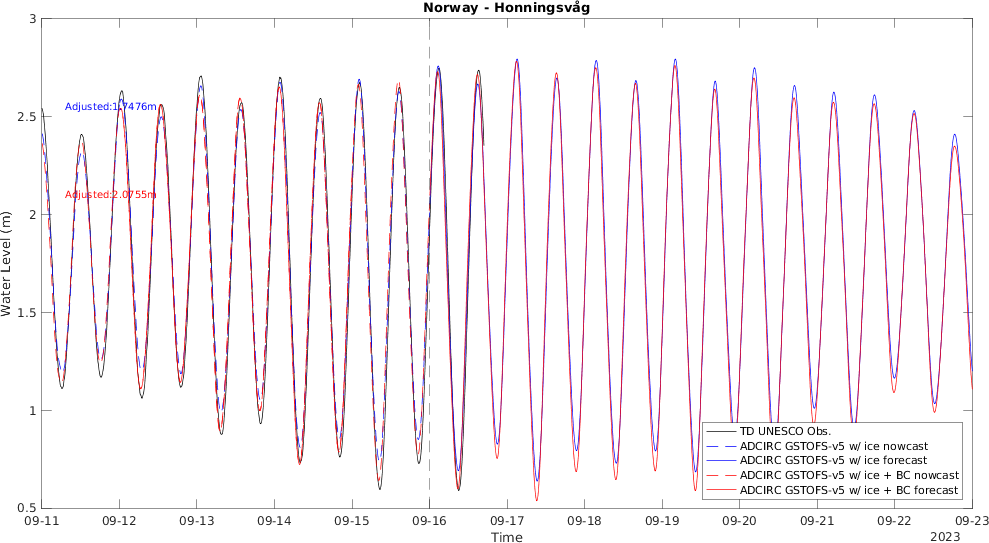 Norway - Honningsvåg
3
2.5
2
1.5
1
0.5
Water Level (m)
Adjusted:1.7476m
Adjusted:2.0755m
TD UNESCO Obs.
ADCIRC GSTOFS-v5 w/ ice nowcast
ADCIRC GSTOFS-v5 w/ ice forecast
ADCIRC GSTOFS-v5 w/ ice + BC nowcast
ADCIRC GSTOFS-v5 w/ ice + BC forecast
09-11 09-12 09-13 09-14 09-15 09-16 09-17 09-18 09-19 09-20 09-21 09-22 09-23
Time
2023